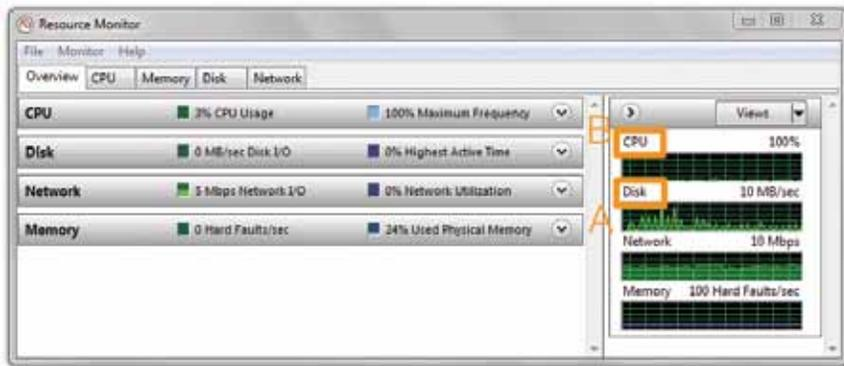 Resource Monitor
File Monitor Help
Overview CPU Memory Disk Network
CPU 3% CPU Usage 100% Maximum Frequency
Disk 0 MB/sec Disk I/O 0% Highest Active Time
Network 5 Mbps Network I/O 0% Network Utilization
Memory 0 Hard Faults/sec 24% Used Physical Memory
Views
B
CPU 100%
Disk 10 MB/sec
A
Network 10 Mbps
Memory 100 Hard Faults/sec